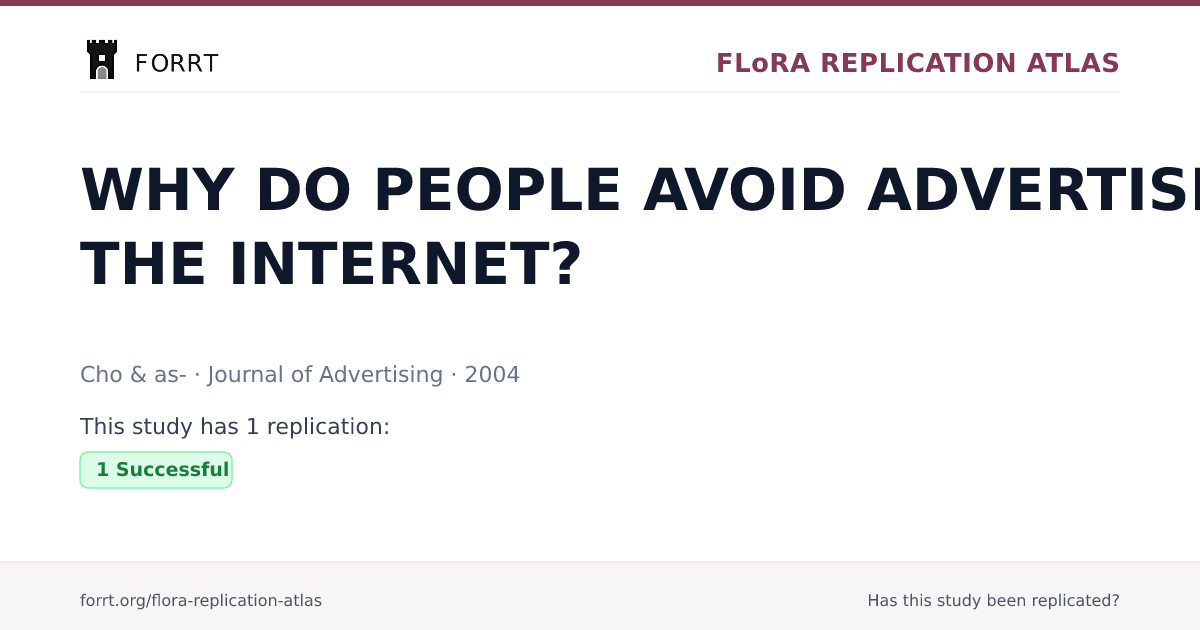 FORRT
FLoRA REPLICATION ATLAS
WHY DO PEOPLE AVOID
THE INTERNET?
Cho & as- · Journal of Advertising · 2004
This study has 1 replication:
1 Successful
forrt.org/flora-replication-atlas
Has this study been replicated?